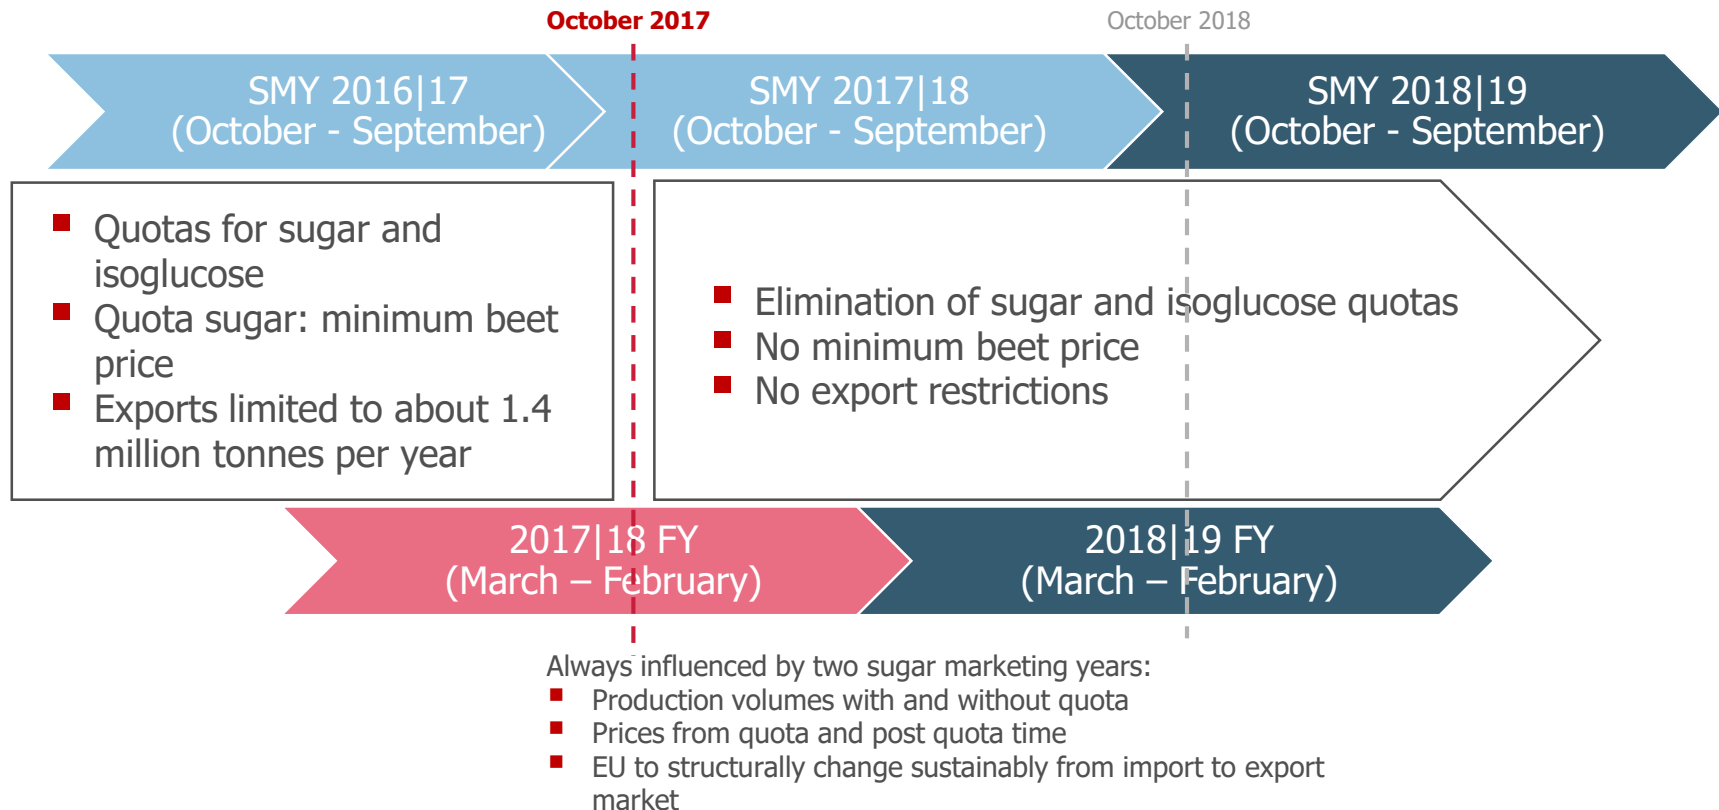 October 2017
October 2018
SMY 2016|17
(October - September)
SMY 2017|18
(October - September)
SMY 2018|19
(October - September)
Quotas for sugar and
isoglucose
Quota sugar: minimum beet
price
Exports limited to about 1.4
million tonnes per year
Elimination of sugar and isoglucose quotas
No minimum beet price
No export restrictions
2017|18 FY
(March – February)
2018|19 FY
(March – February)
Always influenced by two sugar marketing years:
Production volumes with and without quota
Prices from quota and post quota time
EU to structurally change sustainably from import to export
market